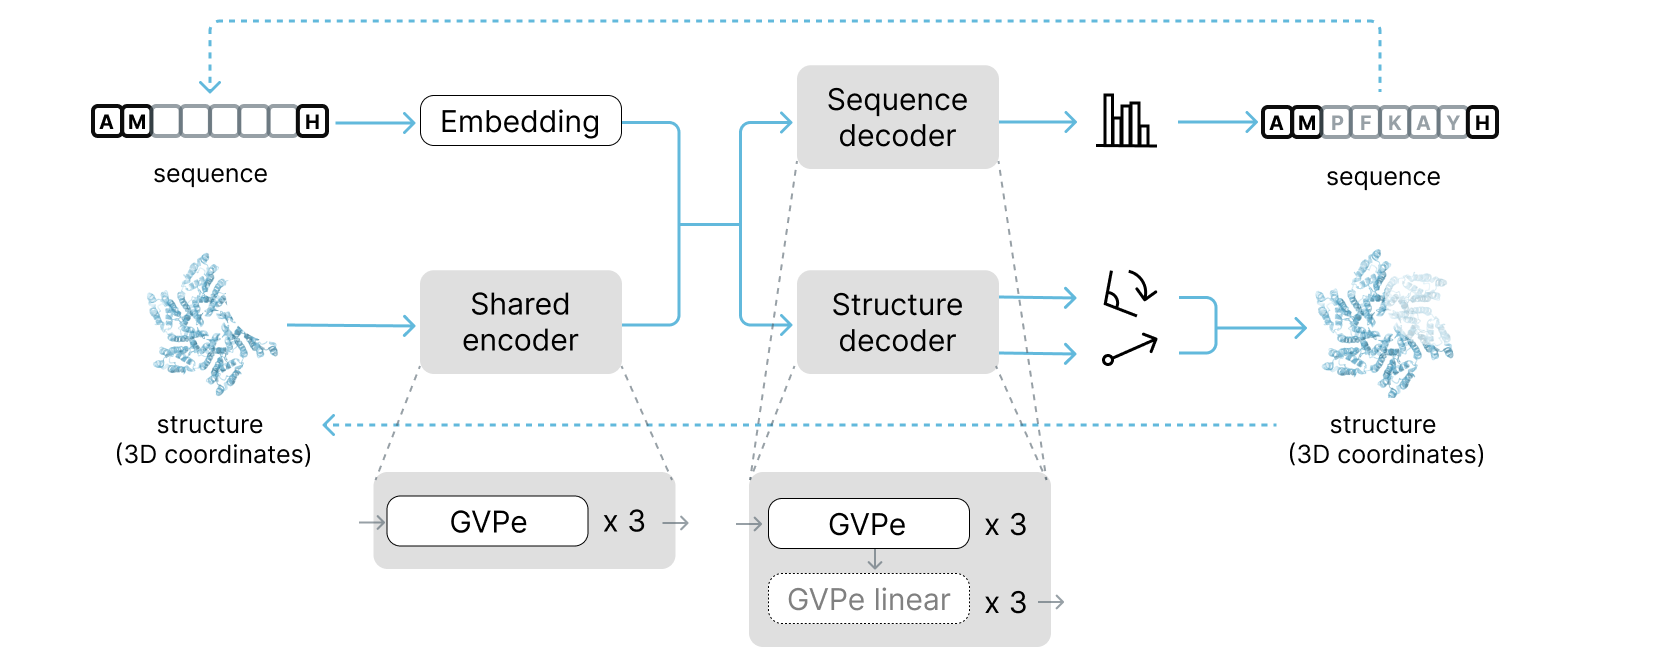 A M H
sequence
Embedding
Sequence
decoder
A M P F K A Y H
sequence
structure
(3D coordinates)
Shared
encoder
Structure
decoder
structure
(3D coordinates)
GVPe
x 3
GVPe
x 3
GVPe linear
x 3